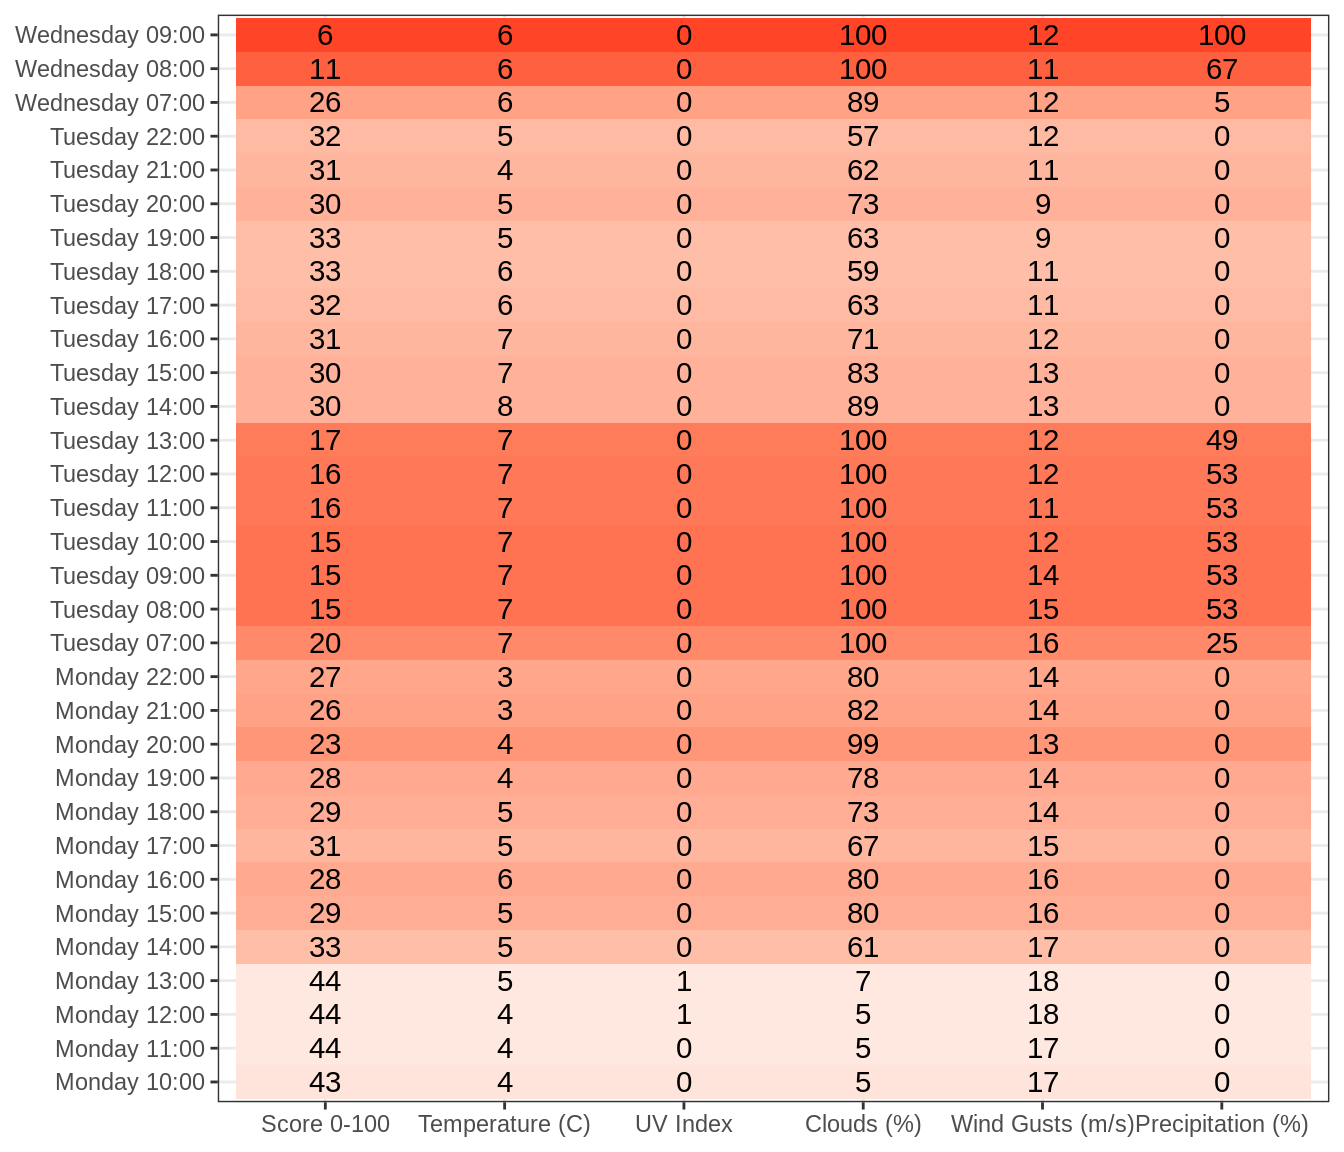 Wednesday 09:00 6 6 0 100 12 100
Wednesday 08:00 11 6 0 100 11 67
Wednesday 07:00 26 6 0 89 12 5
Tuesday 22:00 32 5 0 57 12 0
Tuesday 21:00 31 4 0 62 11 0
Tuesday 20:00 30 5 0 73 9 0
Tuesday 19:00 33 5 0 63 9 0
Tuesday 18:00 33 6 0 59 11 0
Tuesday 17:00 32 6 0 63 11 0
Tuesday 16:00 31 7 0 71 12 0
Tuesday 15:00 30 7 0 83 13 0
Tuesday 14:00 30 8 0 89 13 0
Tuesday 13:00 17 7 0 100 12 49
Tuesday 12:00 16 7 0 100 12 53
Tuesday 11:00 16 7 0 100 11 53
Tuesday 10:00 15 7 0 100 12 53
Tuesday 09:00 15 7 0 100 14 53
Tuesday 08:00 15 7 0 100 15 53
Tuesday 07:00 20 7 0 100 16 25
Monday 22:00 27 3 0 80 14 0
Monday 21:00 26 3 0 82 14 0
Monday 20:00 23 4 0 99 13 0
Monday 19:00 28 4 0 78 14 0
Monday 18:00 29 5 0 73 14 0
Monday 17:00 31 5 0 67 15 0
Monday 16:00 28 6 0 80 16 0
Monday 15:00 29 5 0 80 16 0
Monday 14:00 33 5 0 61 17 0
Monday 13:00 44 5 1 7 18 0
Monday 12:00 44 4 1 5 18 0
Monday 11:00 44 4 0 5 17 0
Monday 10:00 43 4 0 5 17 0
Score 0-100 Temperature (C) UV Index Clouds (%) Wind Gusts (m/s) Precipitation (%)